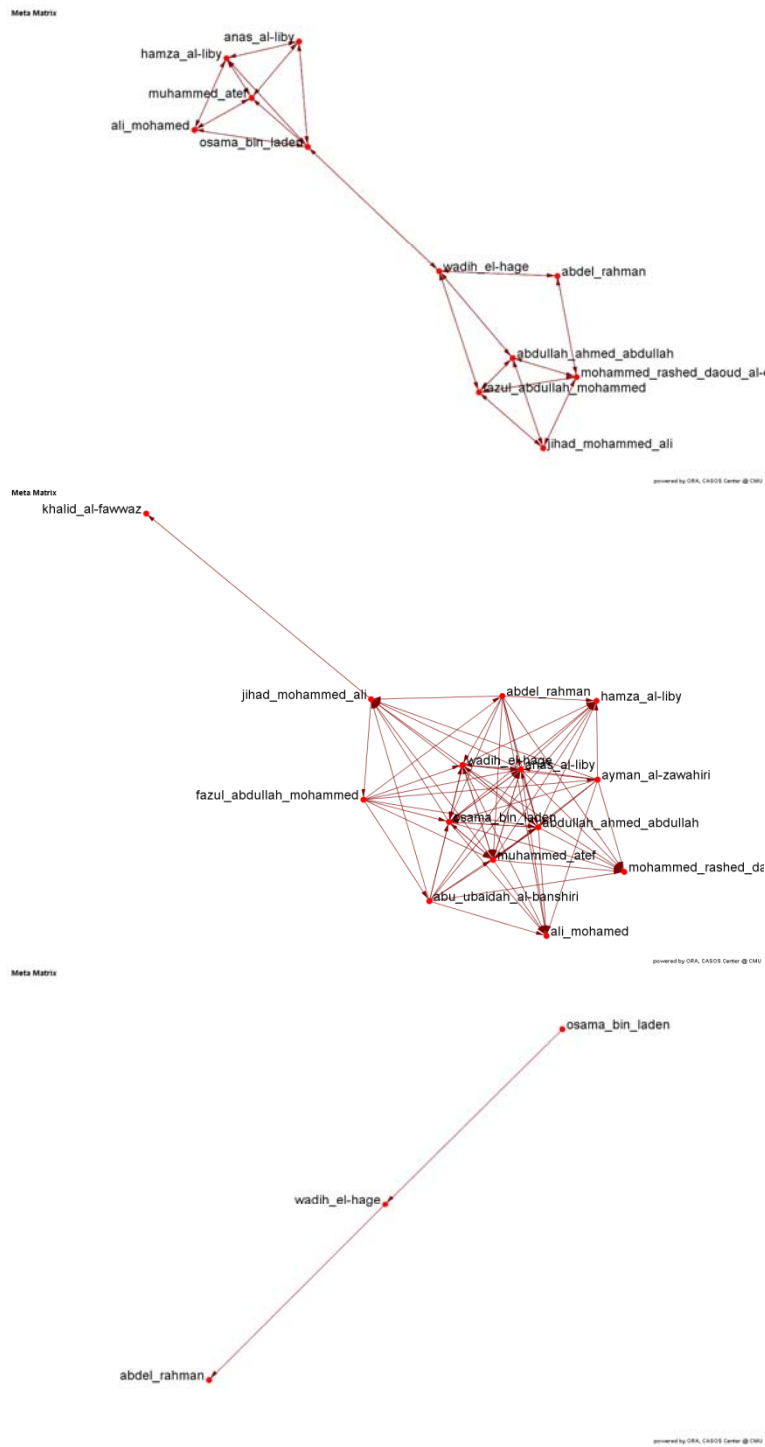 Meta Matrix
anas_al-liby
hamza_al-liby
muhammed_atef
ali_mohamed
osama_bin_laden
wadih_el-hage
abdel_rahman
abdullah_ahmed_abdullah
mohammed_rashed_daoud_al-
fazul_abdullah_mohammed
jihad_mohammed_ali
powered by ORA, CASOS Center @ CMU
Meta Matrix
khalid_al-fawwaz
jihad_mohammed_ali
abdel_rahman
hamza_al-liby
wadih_el-hage
anas_al-liby
ayman_al-zawahiri
fazul_abdullah_mohammed
osama_bin_laden
abdullah_ahmed_abdullah
muhammed_atef
mohammed_rashed_da
abu_ubaidah_al-banshiri
ali_mohamed
powered by ORA, CASOS Center @ CMU
Meta Matrix
osama_bin_laden
wadih_el-hage
abdel_rahman
powered by ORA, CASOS Center @ CMU